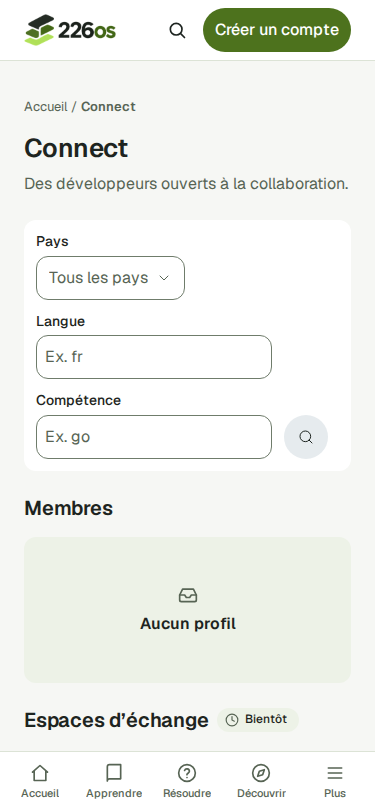 226os
Créer un compte
Accueil / Connect
Connect
Des développeurs ouverts à la collaboration.
Pays
Tous les pays
Langue
Ex. fr
Compétence
Ex. go
Membres
Aucun profil
Espaces d’échange
Bientôt
Accueil
Apprendre
Résoudre
Découvrir
Plus